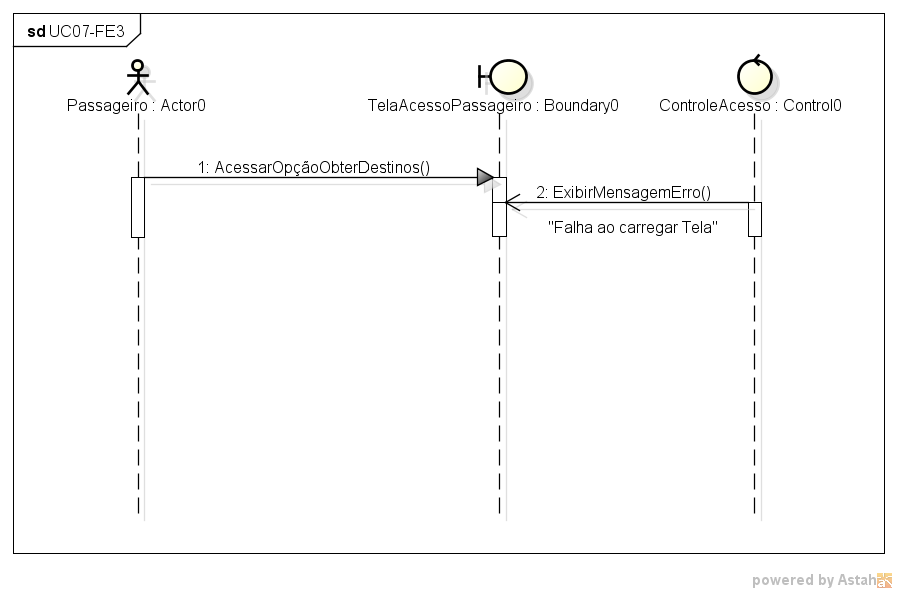 sd UC07-FE3
Passageiro : Actor0
TelaAcessoPassageiro : Boundary0
ControleAcesso : Control0
1: AcessarOpçãoObterDestinos()
2: ExibirMensagemErro()
"Falha ao carregar Tela"
powered by Astah